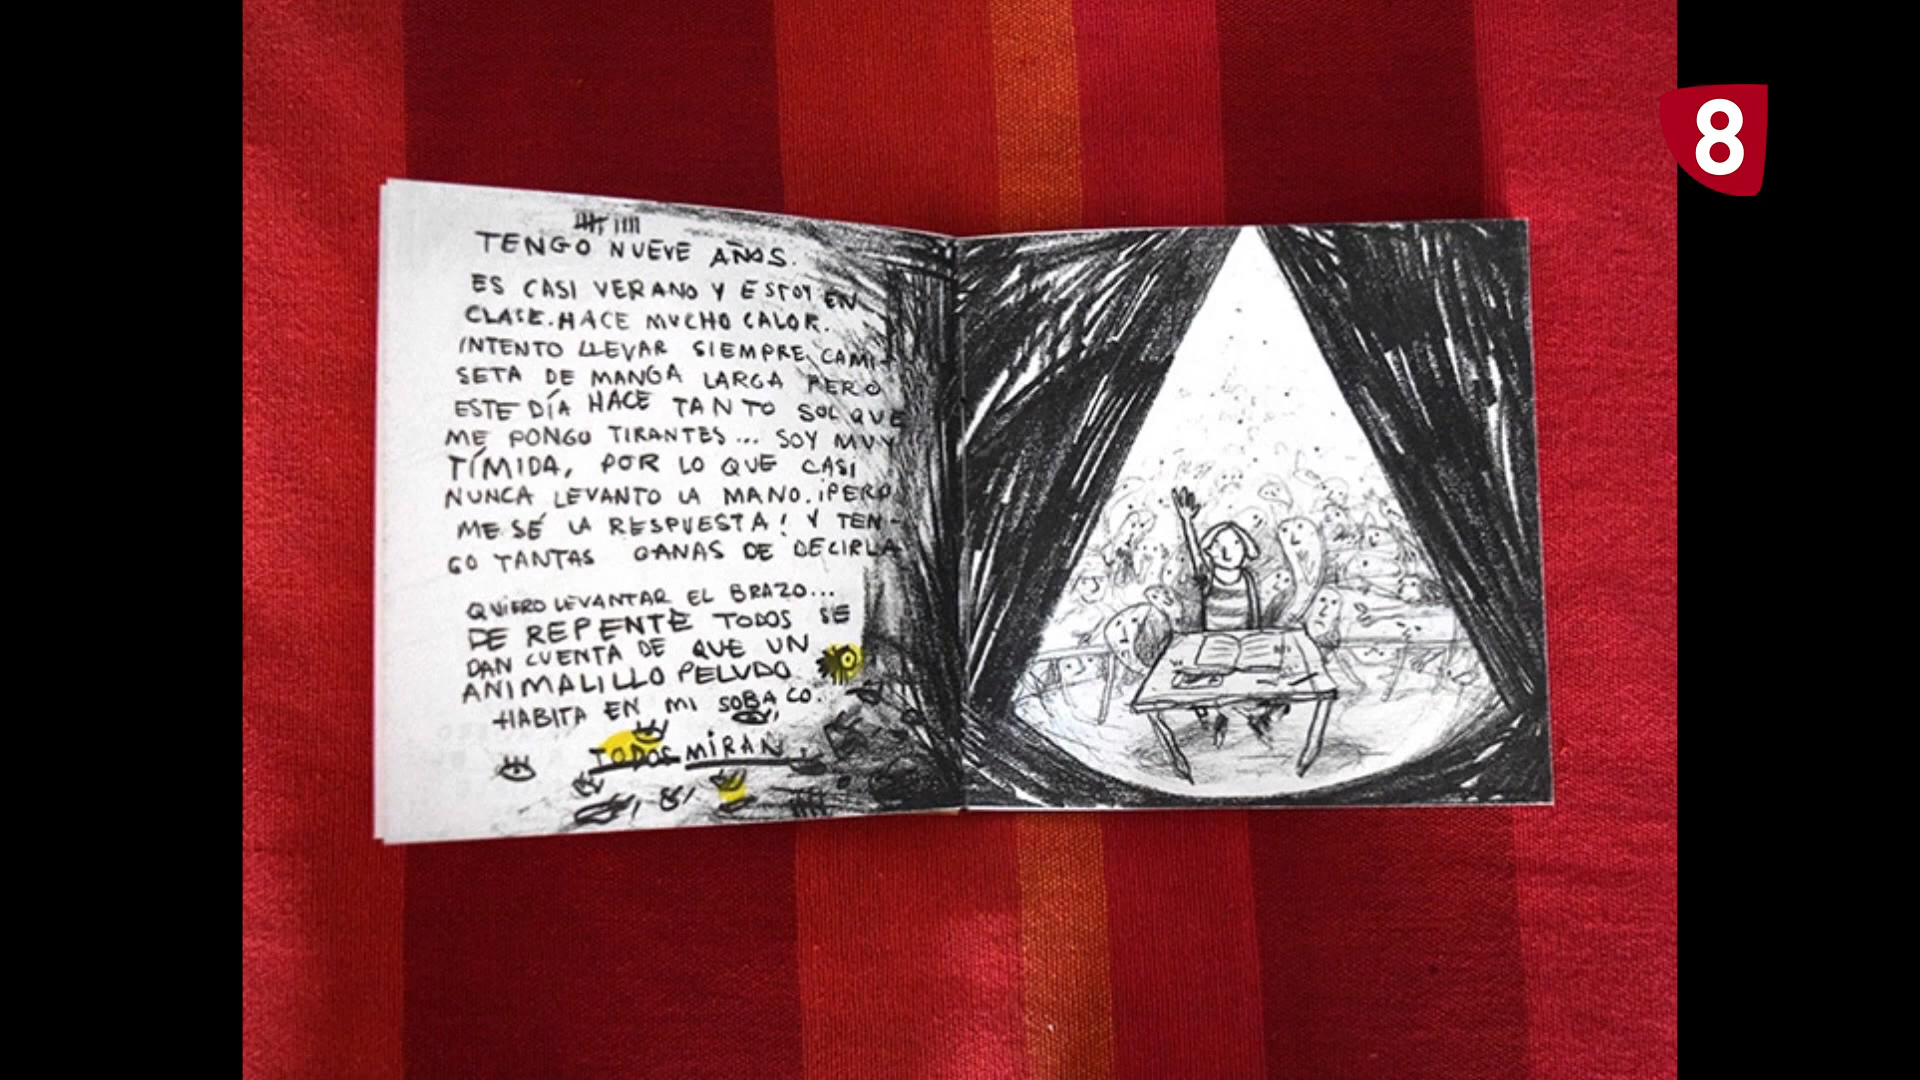 TENGO NUEVE AÑOS.
ES CASI VERANO Y ESTOY EN
CLASE. HACE MUCHO CALOR.
INTENTO LLEVAR SIEMPRE CAMI-
SETA DE MANGA LARGA PERO
ESTE DÍA HACE TANTO SOL QUE
ME PONGO TIRANTES... SOY MUY
TÍMIDA, POR LO QUE CASI
NUNCA LEVANTO LA MANO. ¡PERO
ME SÉ LA RESPUESTA! Y TEN-
GO TANTAS GANAS DE DECIRLA
QUIERO LEVANTAR EL BRAZO...
DE REPENTE TODOS SE
DAN CUENTA DE QUE UN
ANIMALILLO PELUDO
HABITA EN MI SOBACO.
TODOS MIRAN.
8